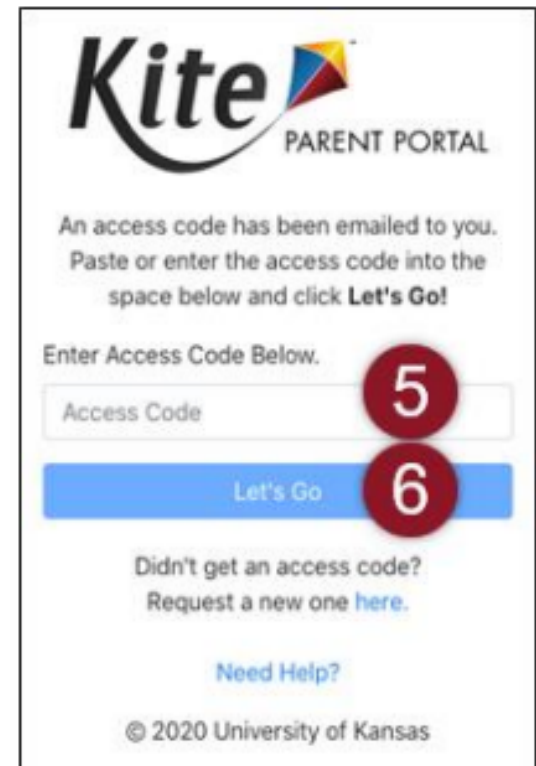 Kite
PARENT PORTAL
An access code has been emailed to you.
Paste or enter the access code into the
space below and click Let's Go!
Enter Access Code Below.
Access Code
5
Let's Go
6
Didn't get an access code?
Request a new one here.
Need Help?
© 2020 University of Kansas